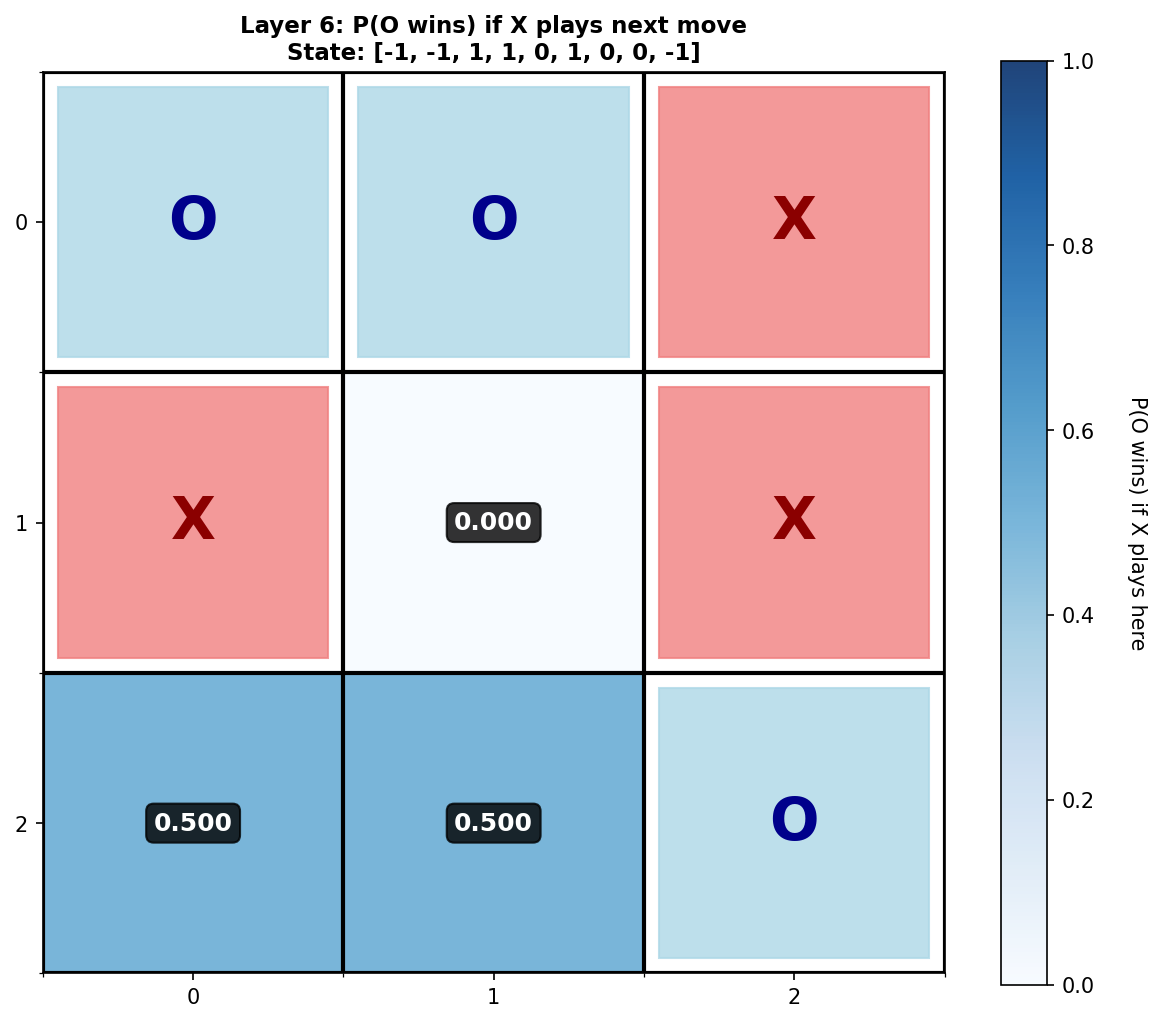 Layer 6: P(O wins) if X plays next move
State: [-1, -1, 1, 1, 0, 1, 0, 0, -1]
0
O
O
X
1
X
0.000
X
2
0.500
0.500
O
0
1
2
1.0
0.8
0.6
0.4
0.2
0.0
P(O wins) if X plays here